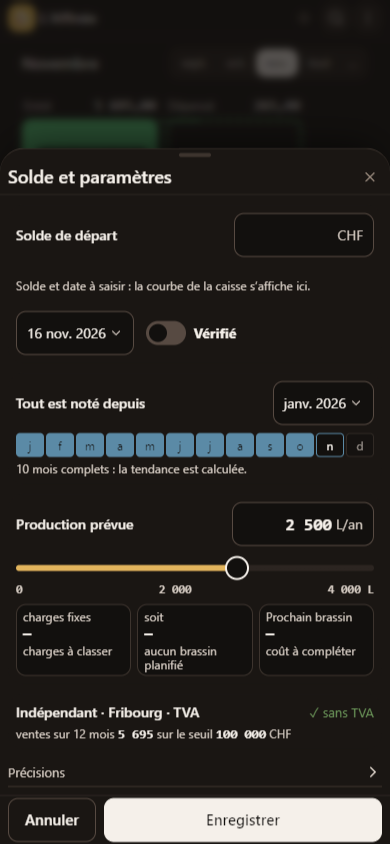 Novembre
Solde et paramètres
Solde de départ
CHF
Solde et date à saisir : la courbe de la caisse s’affiche ici.
16 nov. 2026
Vérifié
Tout est noté depuis
janv. 2026
j f m a m j j a s o n d
10 mois complets : la tendance est calculée.
Production prévue
2 500 L/an
0 2 000 4 000 L
charges fixes
–
charges à classer
soit
–
aucun brassin
planifié
Prochain brassin
–
coût à compléter
Indépendant · Fribourg · TVA
✓ sans TVA
ventes sur 12 mois 5 695 sur le seuil 100 000 CHF
Précisions
Annuler
Enregistrer